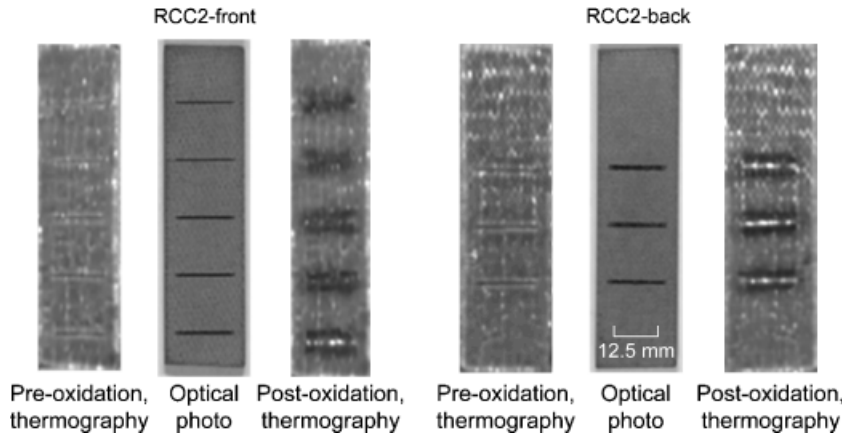 RCC2-front
RCC2-back
12.5 mm
Pre-oxidation, thermography
Optical photo
Post-oxidation, thermography
Pre-oxidation, thermography
Optical photo
Post-oxidation, thermography